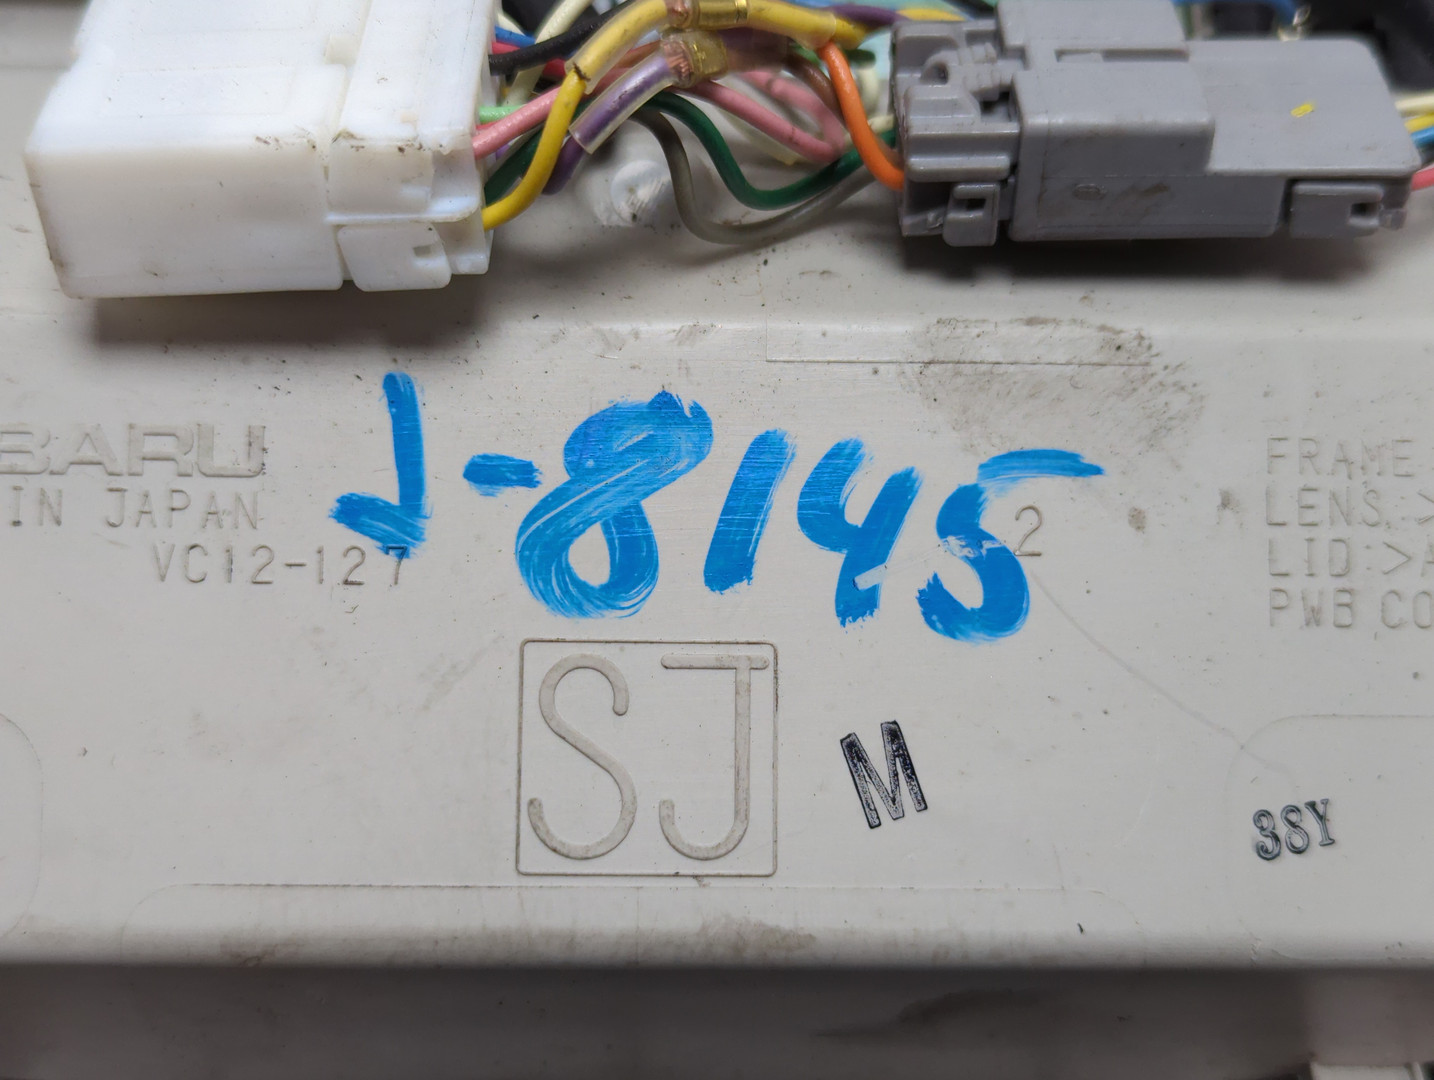 BARU
IN JAPAN
VC12-127
J-8145
2
FRAME
LENS:>
LID:>A
PWB CO
SJ
M
38Y